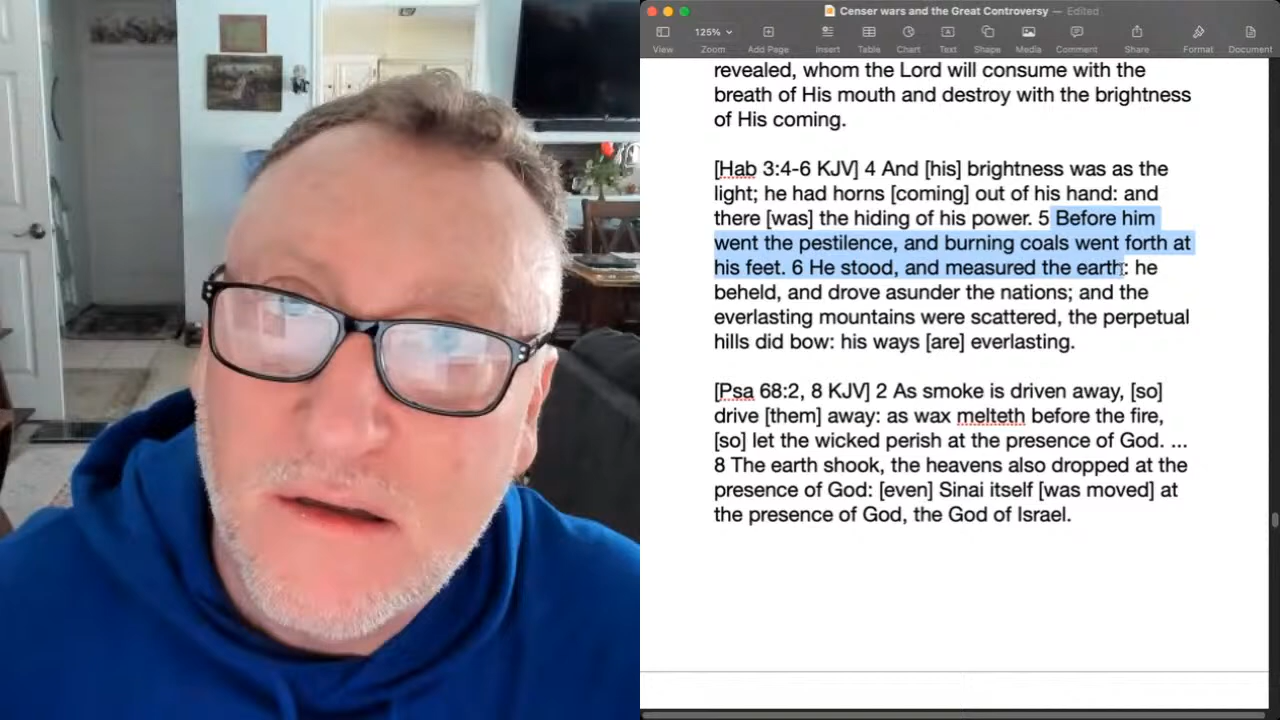 Censer wars and the Great Controversy — Edited
125%
View Zoom Add Page Insert Table Chart Text Shape Media Comment Share Format Document
revealed, whom the Lord will consume with the
breath of His mouth and destroy with the brightness
of His coming.
[Hab 3:4-6 KJV] 4 And [his] brightness was as the
light; he had horns [coming] out of his hand: and
there [was] the hiding of his power. 5 Before him
went the pestilence, and burning coals went forth at
his feet. 6 He stood, and measured the earth: he
beheld, and drove asunder the nations; and the
everlasting mountains were scattered, the perpetual
hills did bow: his ways [are] everlasting.
[Psa 68:2, 8 KJV] 2 As smoke is driven away, [so]
drive [them] away: as wax melteth before the fire,
[so] let the wicked perish at the presence of God. ...
8 The earth shook, the heavens also dropped at the
presence of God: [even] Sinai itself [was moved] at
the presence of God, the God of Israel.